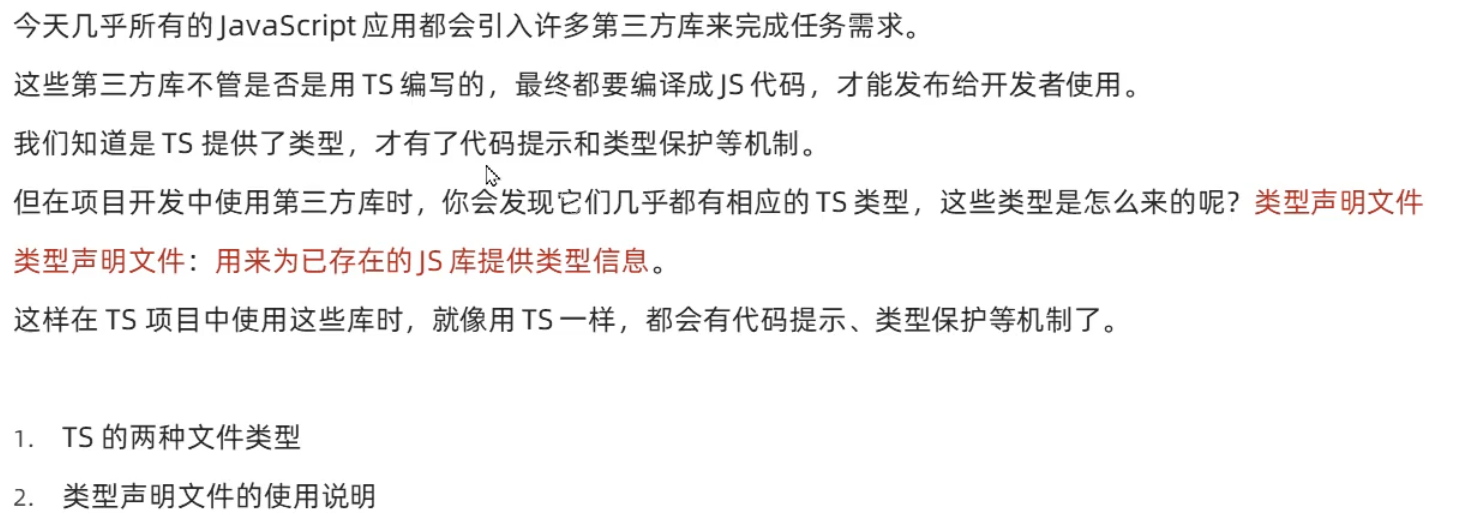 今天几乎所有的 JavaScript 应用都会引入许多第三方库来完成任务需求。
这些第三方库不管是否是用 TS 编写的，最终都要编译成 JS 代码，才能发布给开发者使用。
我们知道是 TS 提供了类型，才有了代码提示和类型保护等机制。
但在项目开发中使用第三方库时，你会发现它们几乎都有相应的 TS 类型，这些类型是怎么来的呢？类型声明文件
类型声明文件：用来为已存在的 JS 库提供类型信息。
这样在 TS 项目中使用这些库时，就像用 TS 一样，都会有代码提示、类型保护等机制了。
1. TS 的两种文件类型
2. 类型声明文件的使用说明